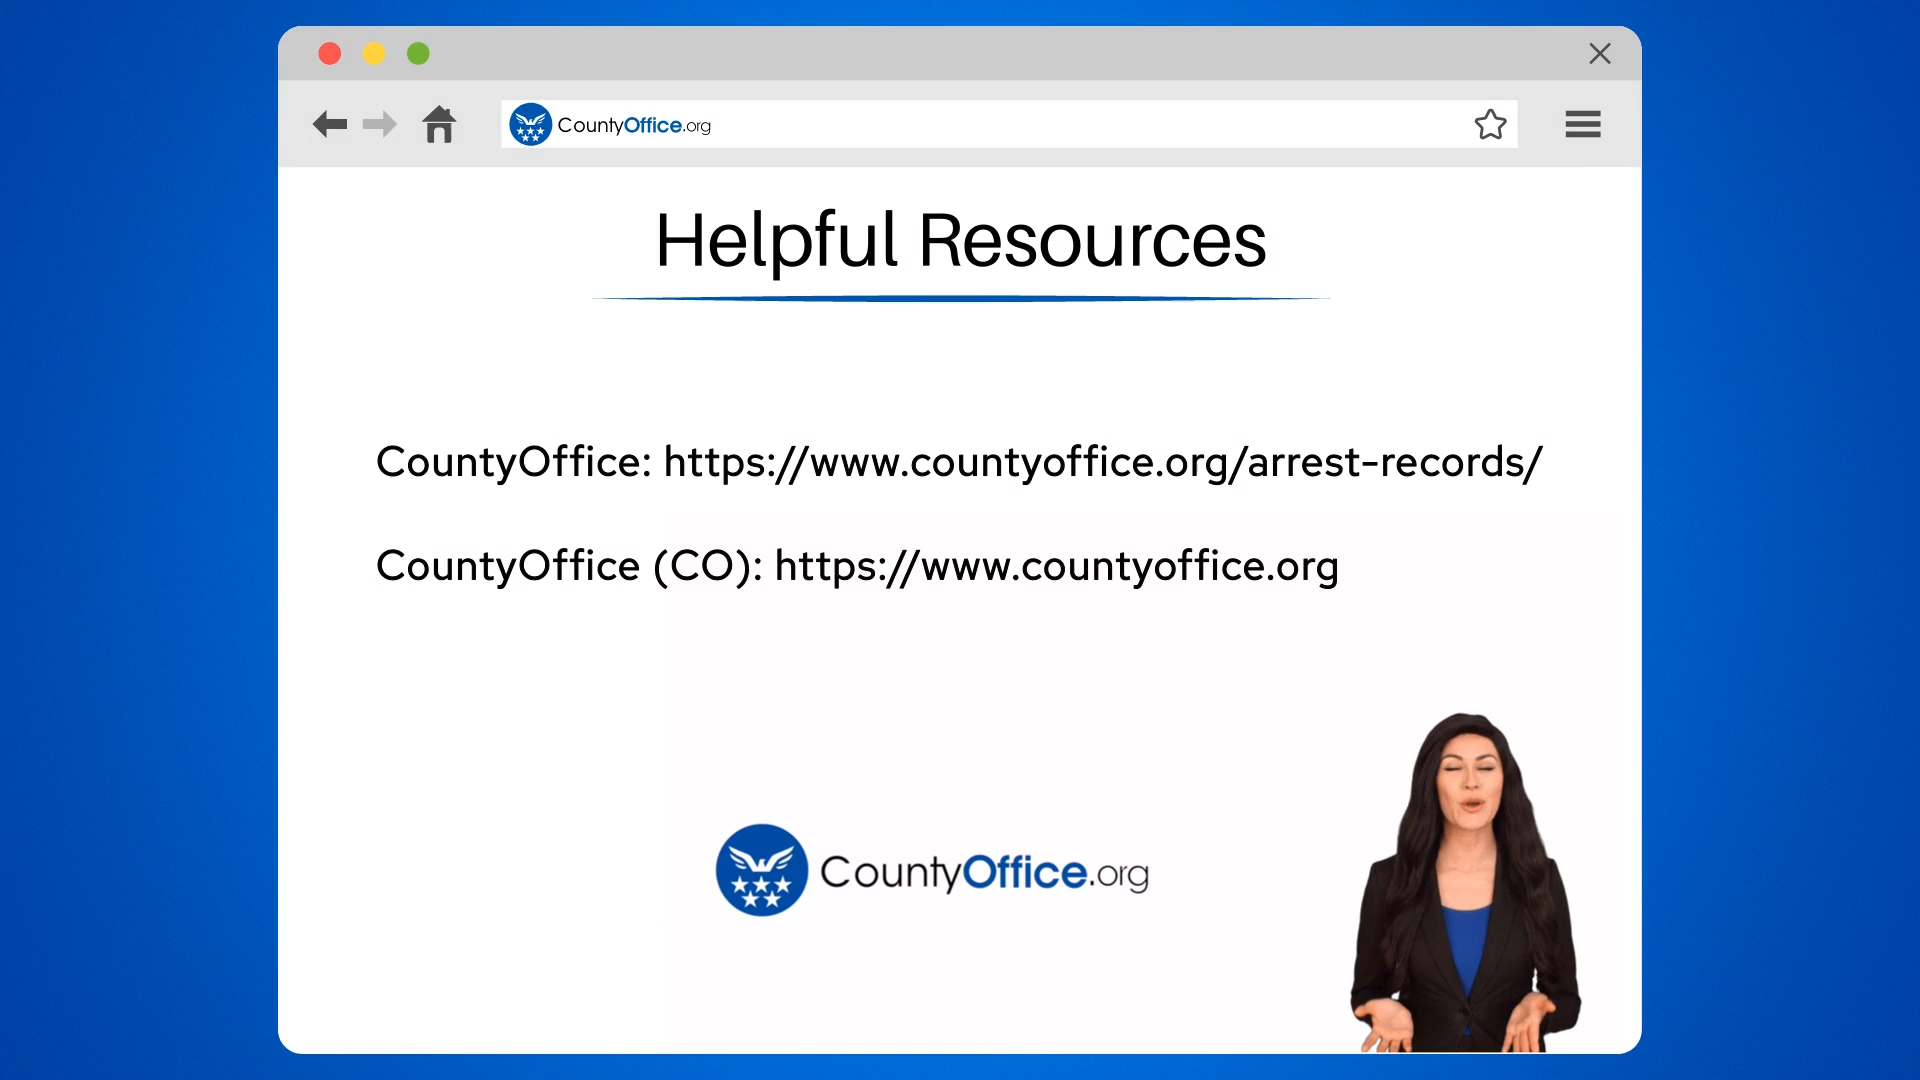 CountyOffice.org
Helpful Resources
CountyOffice: https://www.countyoffice.org/arrest-records/
CountyOffice (CO): https://www.countyoffice.org
CountyOffice.org